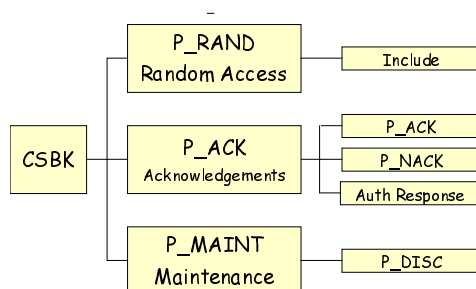 P_RAND
Random Access
Include
CSBK
P_ACK
Acknowledgements
P_ACK
P_NACK
Auth Response
P_MAINT
Maintenance
P_DISC